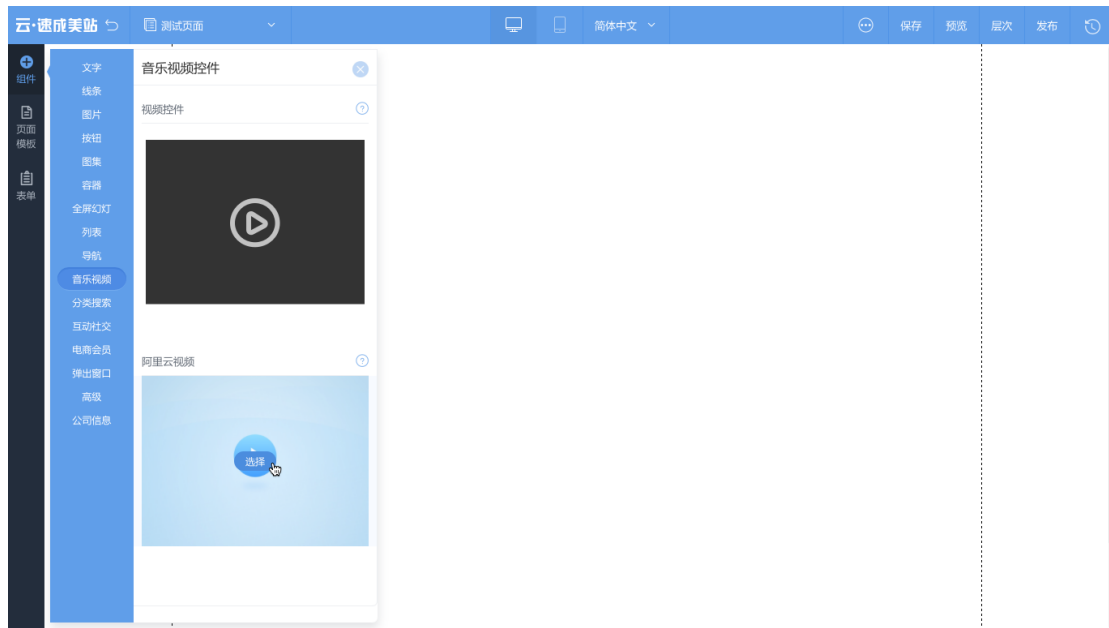 云·速成美站
测试页面
简体中文
保存
预览
层次
发布
组件
页面
模板
表单
文字
线条
图片
按钮
图集
容器
全屏幻灯
列表
导航
音乐视频
分类搜索
互动社交
电商会员
弹出窗口
高级
公司信息
音乐视频控件
视频控件
?
阿里云视频
?
选择